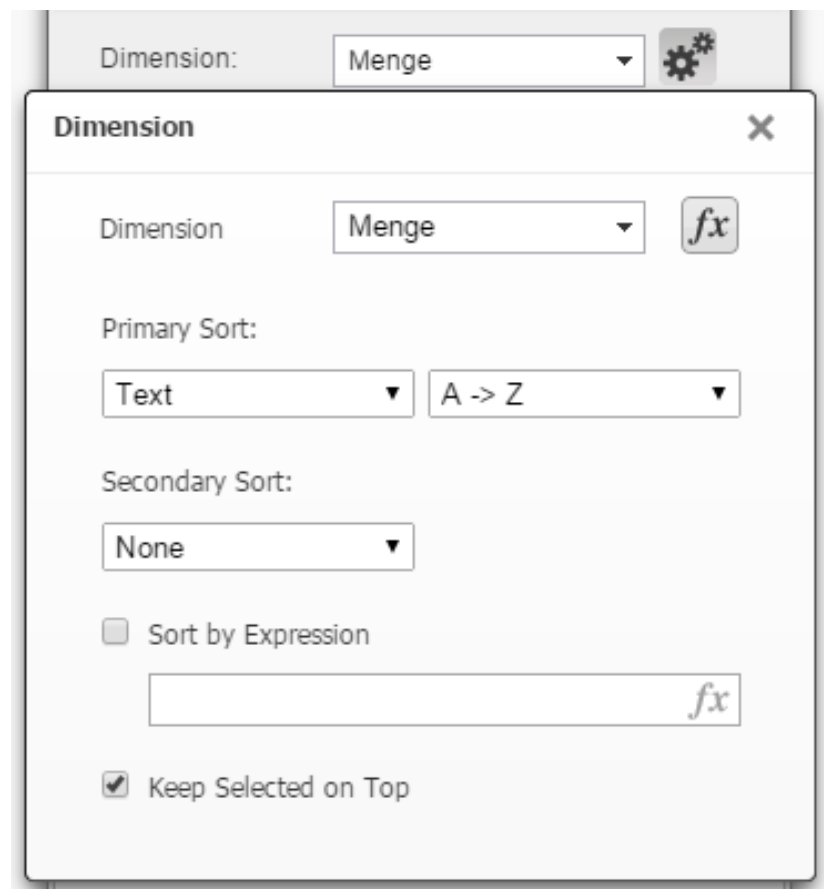 Dimension: Menge
Dimension
Dimension Menge fx
Primary Sort:
Text A -> Z
Secondary Sort:
None
Sort by Expression
fx
Keep Selected on Top